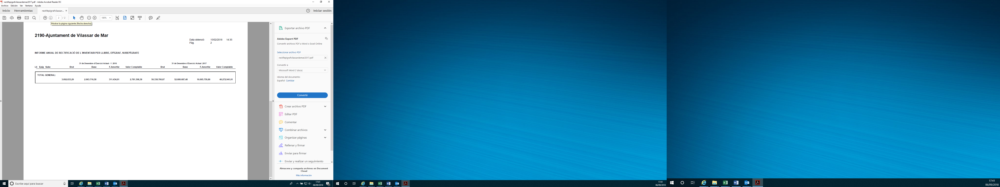 rectifepigrafvilassardemar2017.pdf - Adobe Acrobat Reader DC
Archivo Edición Ver Ventana Ayuda
Inicio Herramientas rectifepigrafvilassar... × Iniciar sesión
2 / 2 100%
Mostrar la página siguiente (flecha derecha)
2190-Ajuntament de Vilassar de Mar
Data obtenció 15/02/2018 14:35
Pág. 2
INFORME ANUAL DE RECTIFICACIÓ DE L´INVENTARI PER LLIBRE, EPÍGRAF, SUBEPÍGRAFE
31 de Desembre d'Exercici Actual - 1 2016 31 de Desembre d'Exercici Actual 2017
Lli Epig Sube Brut Base F.Amortitz Valor Comptable Brut Base F.Amortitz Valor Comptable
TOTAL GENERAL:
3.092.833,29 2.963.716,58 311.434,91 2.781.398,38 56.338.700,87 52.080.687,48 16.065.759,86 40.272.941,01
Exportar archivo PDF
Adobe Export PDF
Convertir archivos PDF a Word o Excel Online
Seleccionar archivo PDF
rectifepigrafvilassardemar2017.pdf
Convertir a
Microsoft Word (*.docx)
Idioma del documento:
Español Cambiar
Convertir
Crear archivo PDF
Editar PDF
Comentar
Combinar archivos
Organizar páginas
Rellenar y firmar
Enviar para firmar
Enviar y realizar un seguimiento
Almacene y comparta archivos en Document
Cloud
Más información
Escribe aquí para buscar
17:41
06/09/2018
17:41
06/09/2018
17:41
06/09/2018